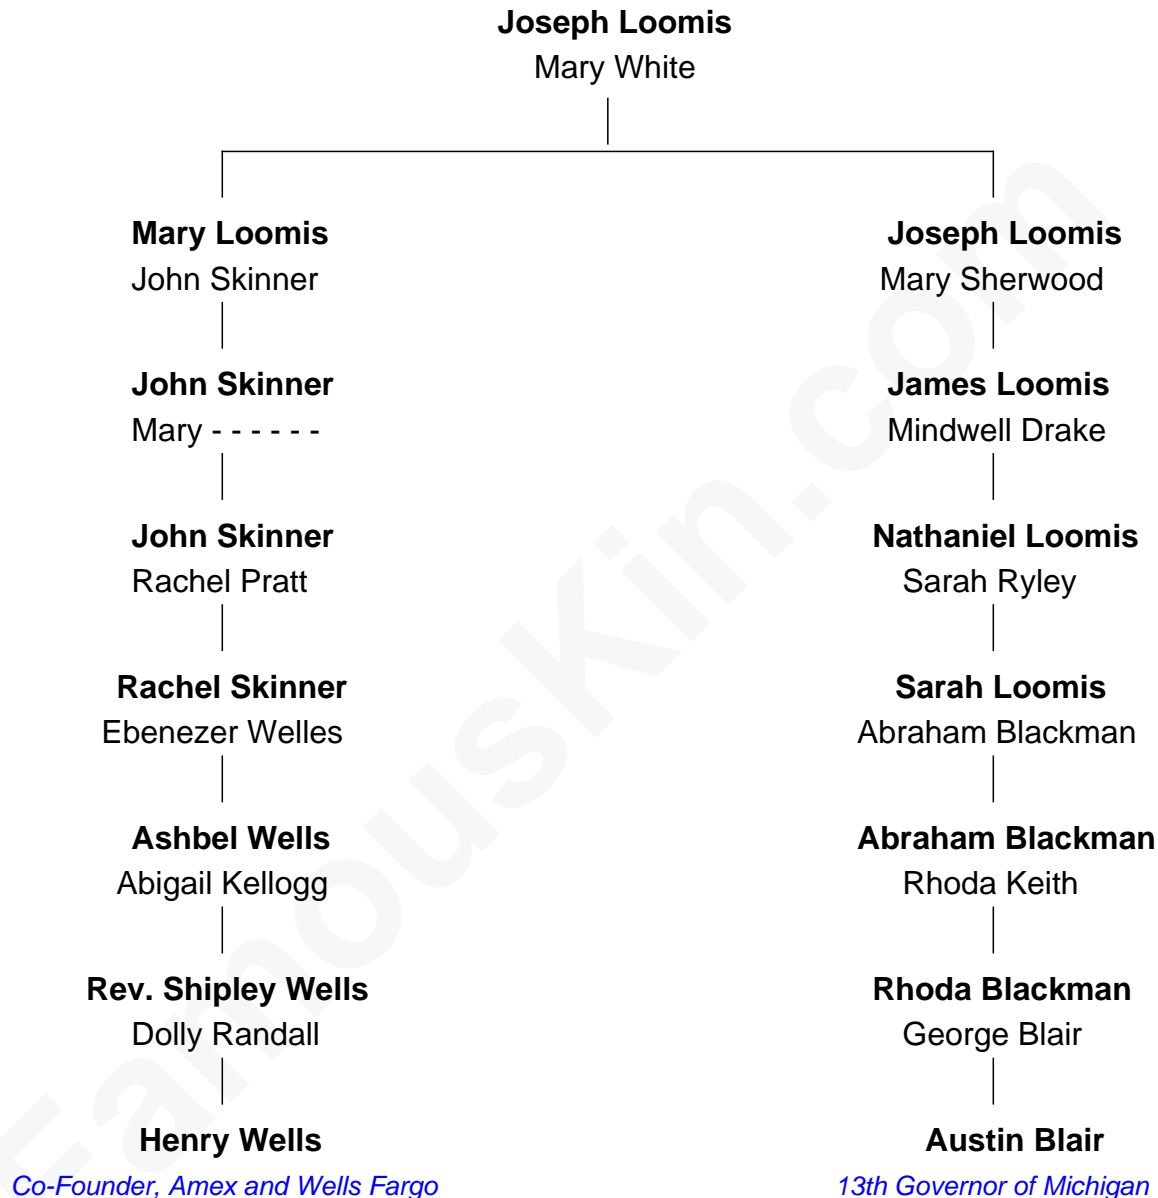 Joseph Loomis
Mary White
Mary Loomis
John Skinner
Joseph Loomis
Mary Sherwood
John Skinner
Mary - - - - - -
James Loomis
Mindwell Drake
John Skinner
Rachel Pratt
Nathaniel Loomis
Sarah Ryley
Rachel Skinner
Ebenezer Welles
Sarah Loomis
Abraham Blackman
Ashbel Wells
Abigail Kellogg
Abraham Blackman
Rhoda Keith
Rev. Shipley Wells
Dolly Randall
Rhoda Blackman
George Blair
Henry Wells
Co-Founder, Amex and Wells Fargo
Austin Blair
13th Governor of Michigan
FamousKin.com